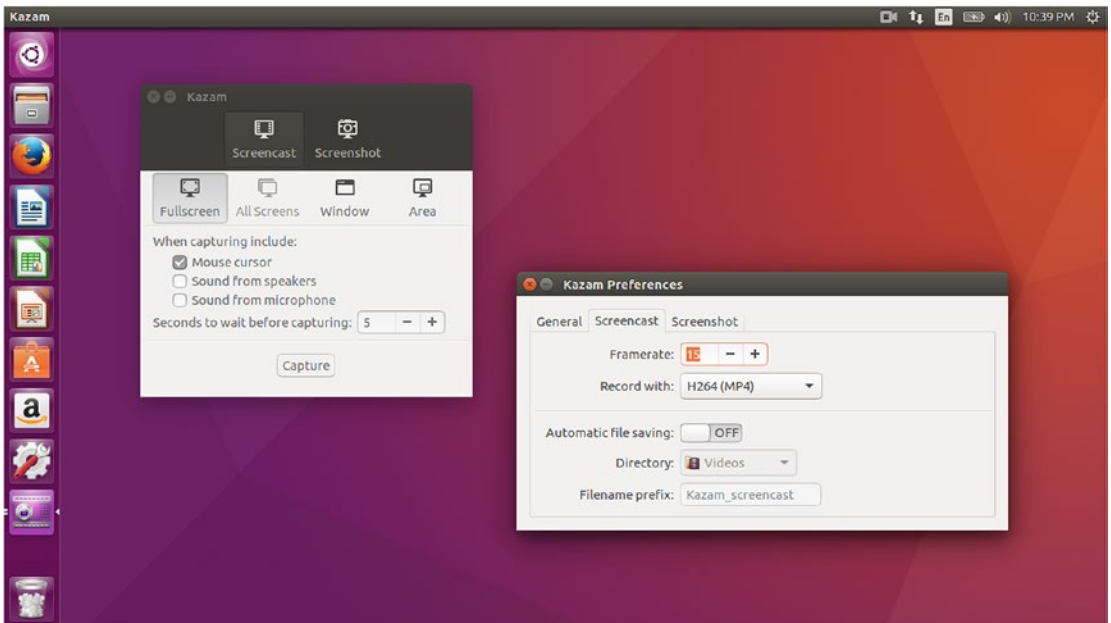 Kazam
En
10:39 PM
Kazam
Screencast Screenshot
Fullscreen All Screens Window Area
When capturing include:
Mouse cursor
Sound from speakers
Sound from microphone
Seconds to wait before capturing: 5 − +
Capture
Kazam Preferences
General Screencast Screenshot
Framerate: 15 − +
Record with: H264 (MP4)
Automatic file saving: OFF
Directory: Videos
Filename prefix: Kazam_screencast
A
a